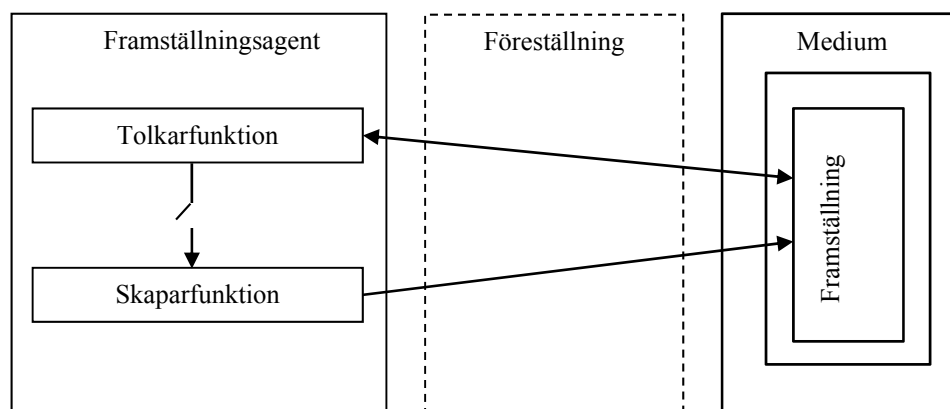 Framställningsagent
Föreställning
Medium
Tolkarfunktion
Framställning
Skaparfunktion